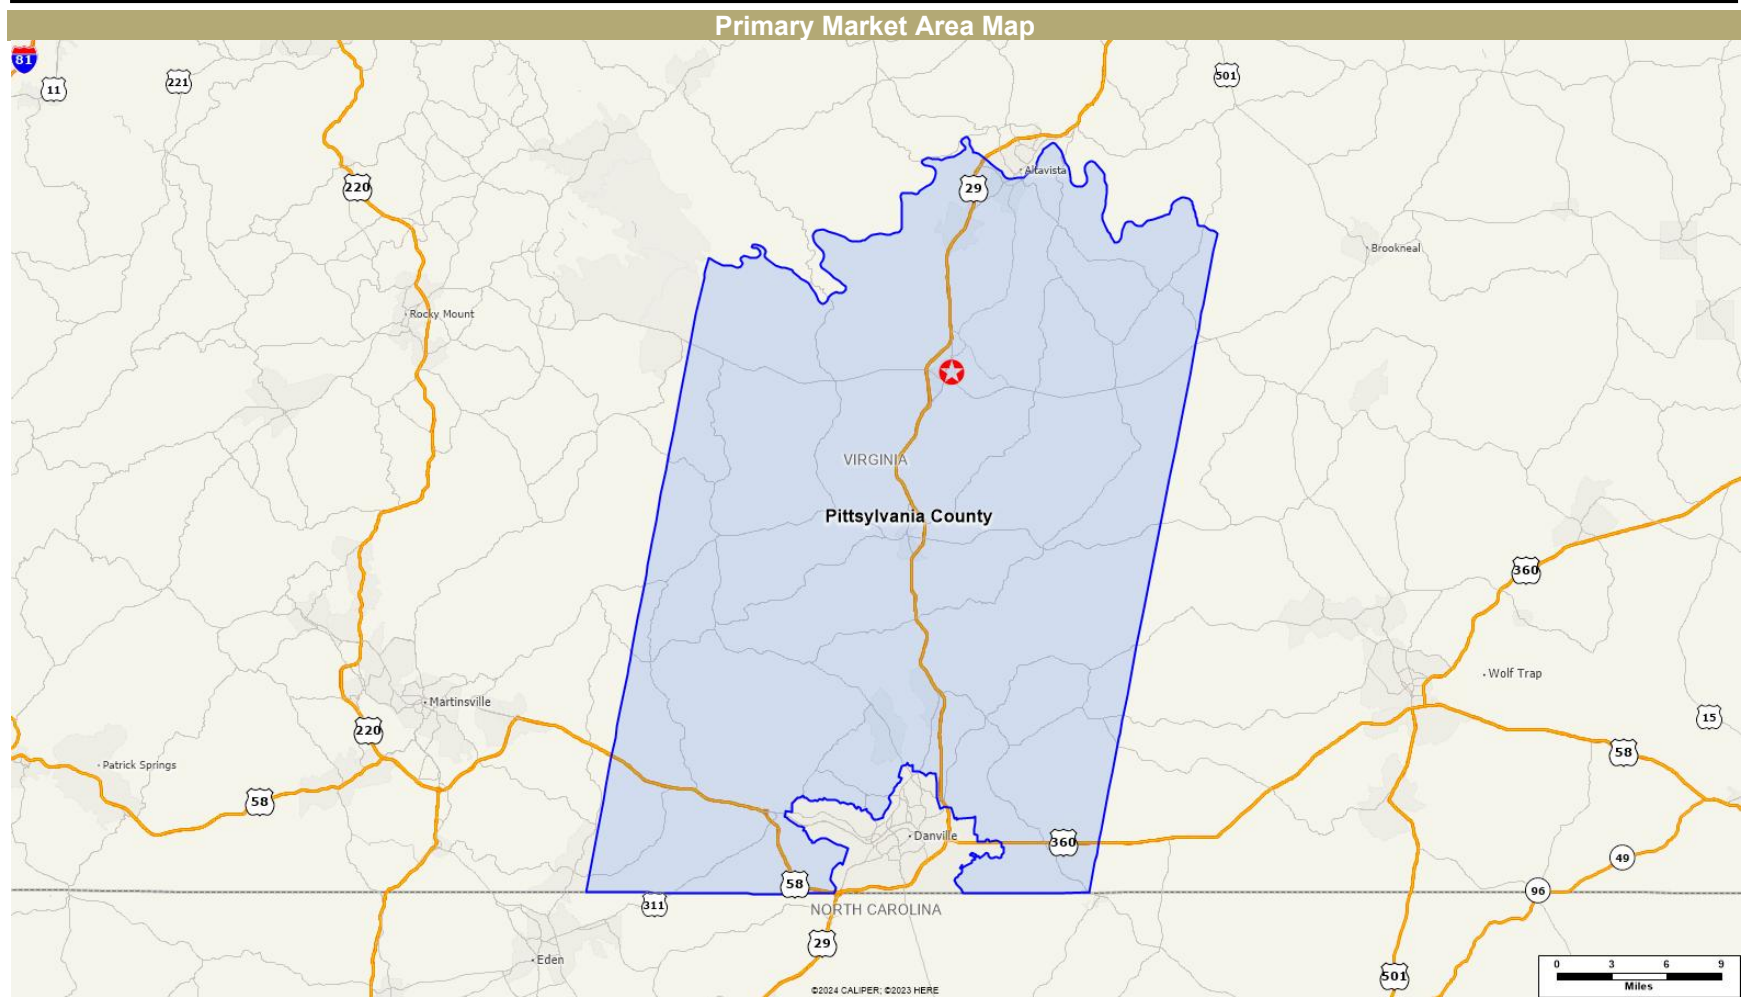 Primary Market Area Map
81
11
221
501
220
29
Altavista
Brookneal
Rocky Mount
VIRGINIA
Pittsylvania County
360
Wolf Trap
Martinsville
220
15
58
Patrick Springs
58
Danville
360
49
58
96
311
NORTH CAROLINA
29
Eden
501
0 3 6 9
Miles
©2024 CALIPER; ©2023 HERE